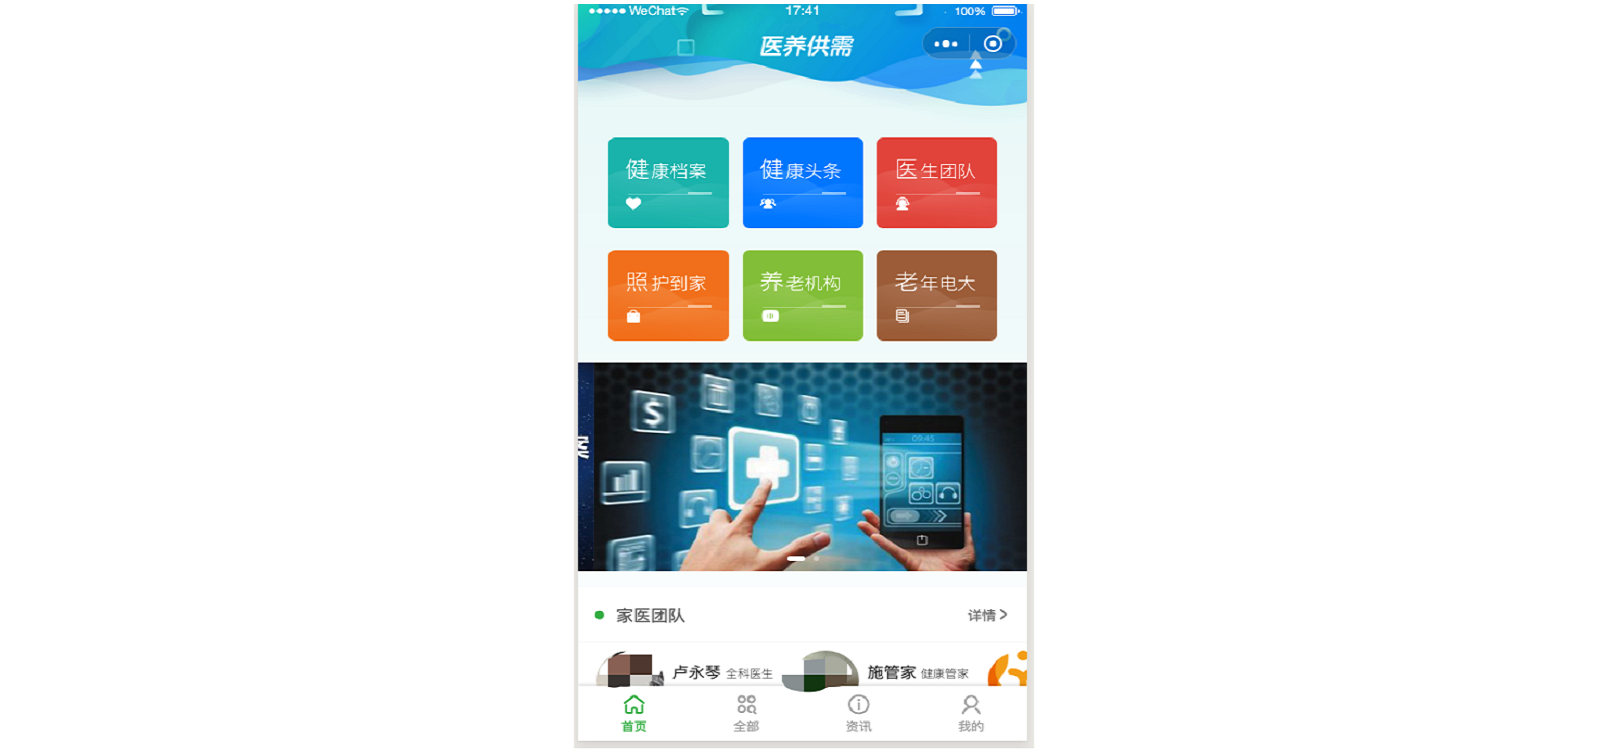 ●●●●● WeChat 17:41 100%
医养供需
健康档案 健康头条 医生团队
照护到家 养老机构 老年电大
$
09:45
家医团队 详情 >
卢永琴 全科医生 施管家 健康管家
首页 全部 资讯 我的